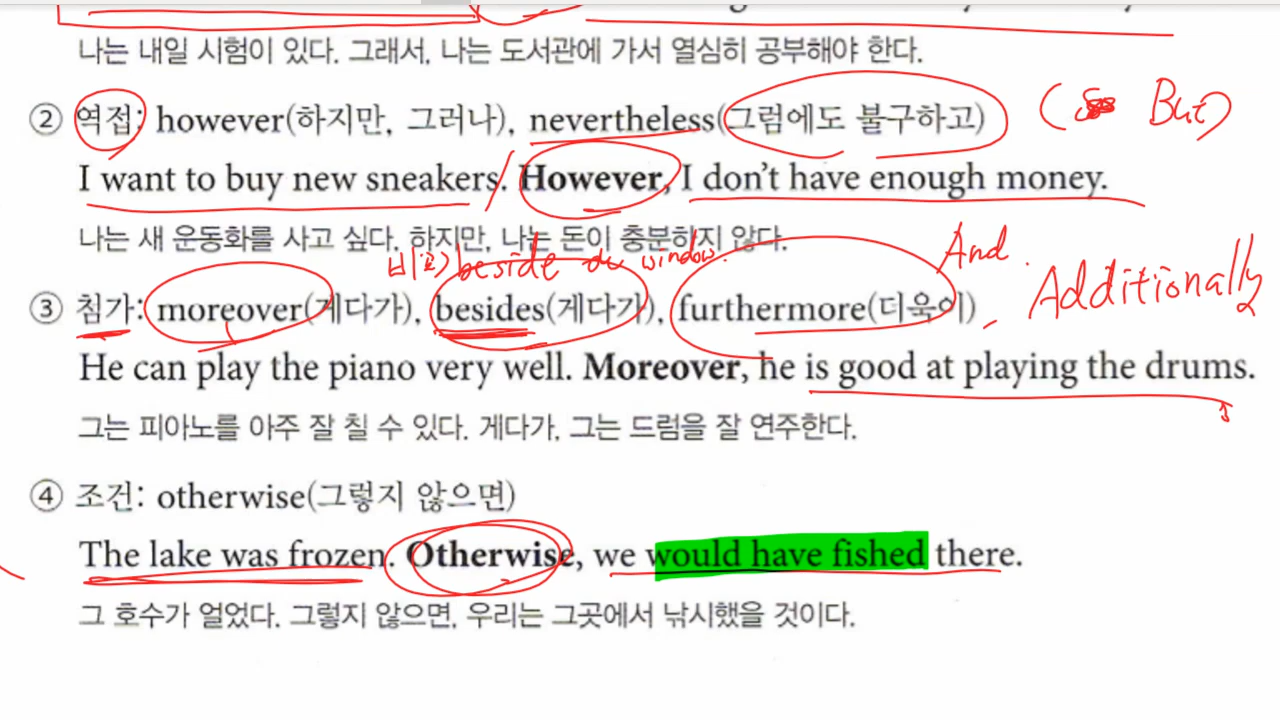 나는 내일 시험이 있다. 그래서, 나는 도서관에 가서 열심히 공부해야 한다.
② 역접: however(하지만, 그러나), nevertheless(그럼에도 불구하고) ( But)
I want to buy new sneakers. However, I don't have enough money.
나는 새 운동화를 사고 싶다. 하지만, 나는 돈이 충분하지 않다.
beside window. And
③ 첨가: moreover(게다가), besides(게다가), furthermore(더욱이) Additionally
He can play the piano very well. Moreover, he is good at playing the drums.
그는 피아노를 아주 잘 칠 수 있다. 게다가, 그는 드럼을 잘 연주한다.
④ 조건: otherwise(그렇지 않으면)
The lake was frozen. Otherwise, we would have fished there.
그 호수가 얼었다. 그렇지 않으면, 우리는 그곳에서 낚시했을 것이다.